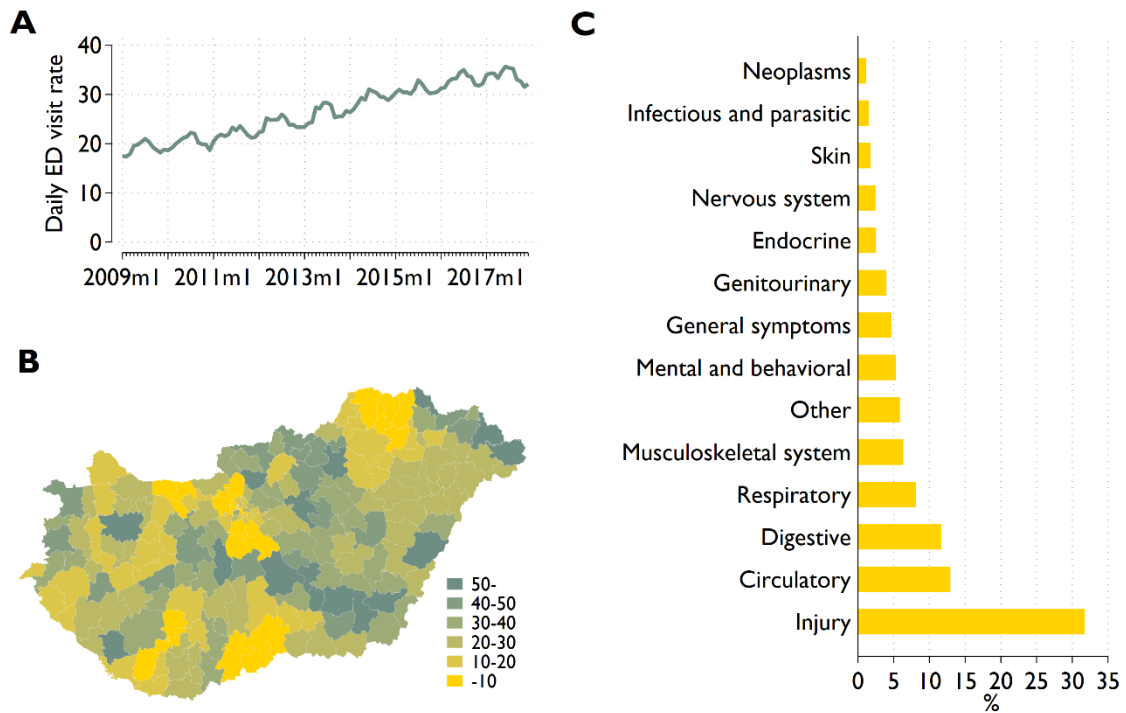 A
Daily ED visit rate
40
30
20
10
0
2009m1 2011m1 2013m1 2015m1 2017m1
B
50-
40-50
30-40
20-30
10-20
-10
C
Neoplasms
Infectious and parasitic
Skin
Nervous system
Endocrine
Genitourinary
General symptoms
Mental and behavioral
Other
Musculoskeletal system
Respiratory
Digestive
Circulatory
Injury
0 5 10 15 20 25 30 35
%